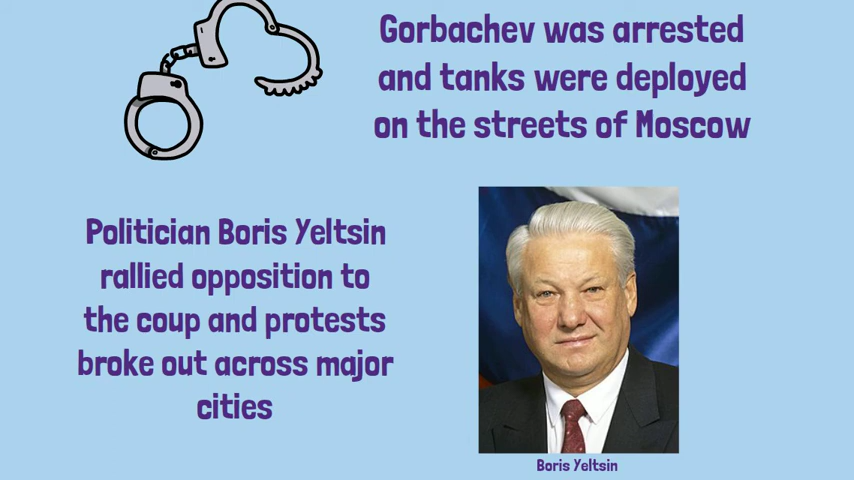 Gorbachev was arrested
and tanks were deployed
on the streets of Moscow
Politician Boris Yeltsin
rallied opposition to
the coup and protests
broke out across major
cities
Boris Yeltsin